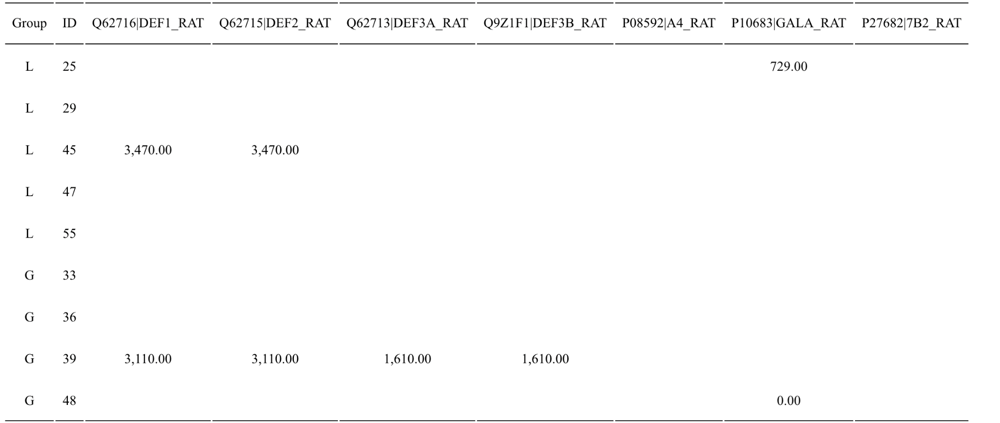 Group ID Q62716|DEF1_RAT Q62715|DEF2_RAT Q62713|DEF3A_RAT Q9Z1F1|DEF3B_RAT P08592|A4_RAT P10683|GALA_RAT P27682|7B2_RAT
L 25 729.00
L 29
L 45 3,470.00 3,470.00
L 47
L 55
G 33
G 36
G 39 3,110.00 3,110.00 1,610.00 1,610.00
G 48 0.00